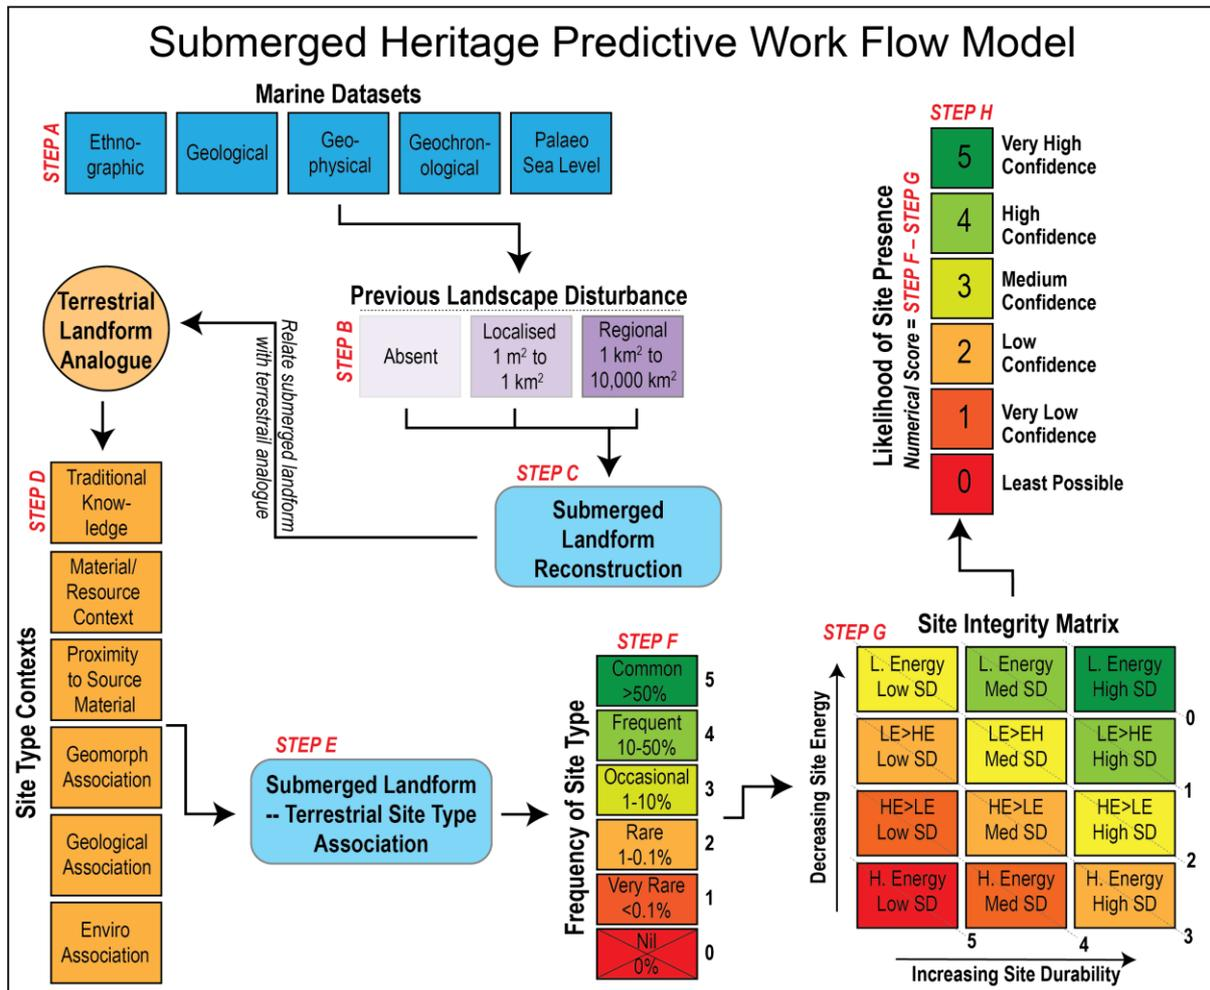 Submerged Heritage Predictive Work Flow Model
Marine Datasets
STEP A
Ethno-
graphic
Geological
Geo-
physical
Geochron-
ological
Palaeo
Sea Level
Previous Landscape Disturbance
STEP B
Absent
Localised
1 m² to
1 km²
Regional
1 km² to
10,000 km²
STEP C
Submerged
Landform
Reconstruction
Relate submerged landform
with terrestrail analogue
Terrestrial
Landform
Analogue
STEP D
Site Type Contexts
Traditional
Know-
ledge
Material/
Resource
Context
Proximity
to Source
Material
Geomorph
Association
Geological
Association
Enviro
Association
STEP E
Submerged Landform
-- Terrestrial Site Type
Association
STEP F
Frequency of Site Type
Common
>50%
5
Frequent
10-50%
4
Occasional
1-10%
3
Rare
1-0.1%
2
Very Rare
<0.1%
1
Nil
0%
0
STEP G
Site Integrity Matrix
Decreasing Site Energy
L. Energy
Low SD
L. Energy
Med SD
L. Energy
High SD
0
LE>HE
Low SD
LE>EH
Med SD
LE>HE
High SD
1
HE>LE
Low SD
HE>LE
Med SD
HE>LE
High SD
2
H. Energy
Low SD
H. Energy
Med SD
H. Energy
High SD
5
4
3
Increasing Site Durability
STEP H
Likelihood of Site Presence
Numerical Score = STEP F – STEP G
5
Very High
Confidence
4
High
Confidence
3
Medium
Confidence
2
Low
Confidence
1
Very Low
Confidence
0
Least Possible